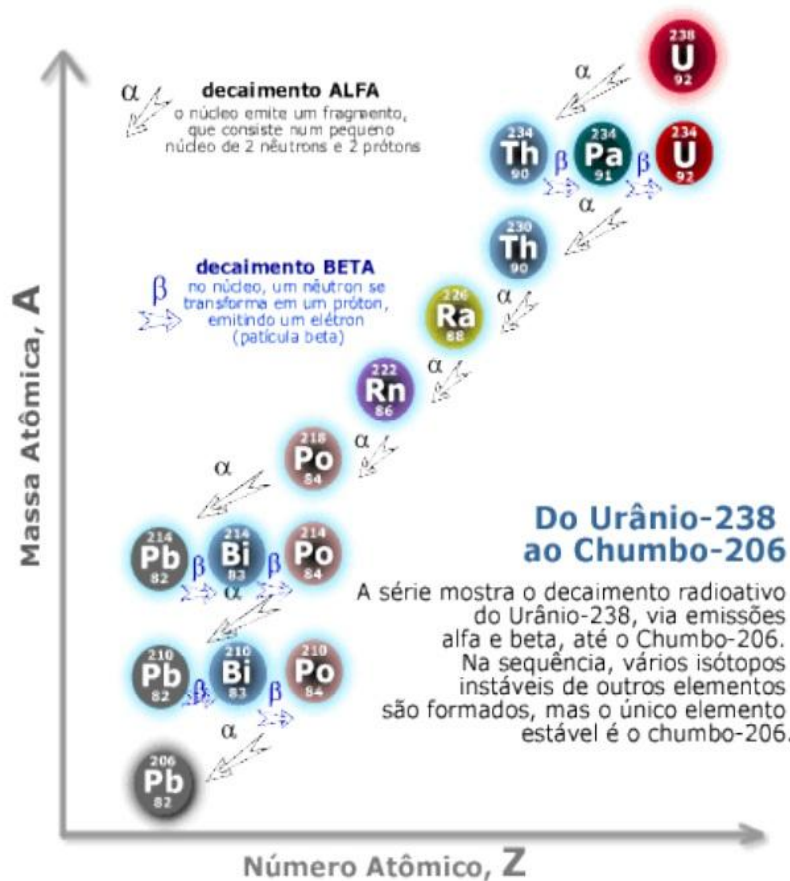 238
U
92
α
α
decaimento ALFA
o núcleo emite um fragmento,
que consiste num pequeno
núcleo de 2 nêutrons e 2 prótons
234
Th
90
β
234
Pa
91
β
234
U
92
α
230
Th
90
decaimento BETA
β
no núcleo, um nêutron se
transforma em um próton,
emitindo um elétron
(patícula beta)
α
226
Ra
88
α
222
Rn
86
α
218
Po
84
α
214
Pb
82
β
214
Bi
83
β
214
Po
84
α
210
Pb
82
β
210
Bi
83
β
210
Po
84
α
206
Pb
82
Do Urânio-238
ao Chumbo-206
A série mostra o decaimento radioativo
do Urânio-238, via emissões
alfa e beta, até o Chumbo-206.
Na sequência, vários isótopos
instáveis de outros elementos
são formados, mas o único elemento
estável é o chumbo-206.
Massa Atômica, A
Número Atômico, Z